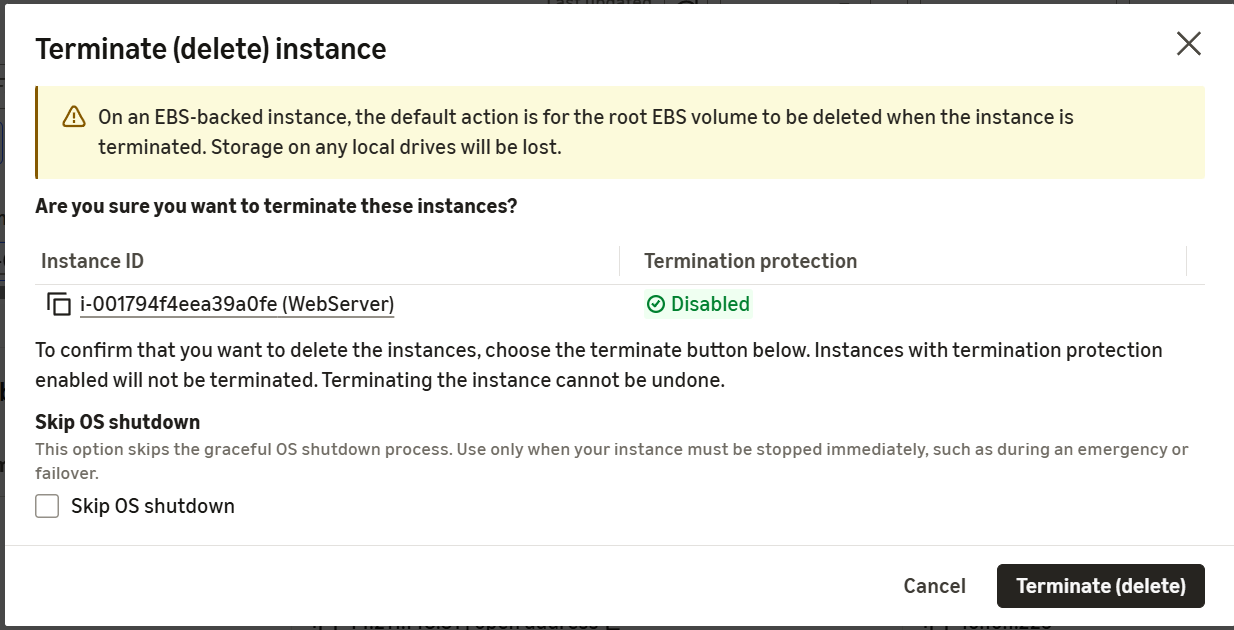 Last updated
Terminate (delete) instance
On an EBS-backed instance, the default action is for the root EBS volume to be deleted when the instance is
terminated. Storage on any local drives will be lost.
Are you sure you want to terminate these instances?
Instance ID
Termination protection
i-001794f4eea39a0fe (WebServer)
Disabled
To confirm that you want to delete the instances, choose the terminate button below. Instances with termination protection
enabled will not be terminated. Terminating the instance cannot be undone.
Skip OS shutdown
This option skips the graceful OS shutdown process. Use only when your instance must be stopped immediately, such as during an emergency or
failover.
Skip OS shutdown
Cancel
Terminate (delete)
open address